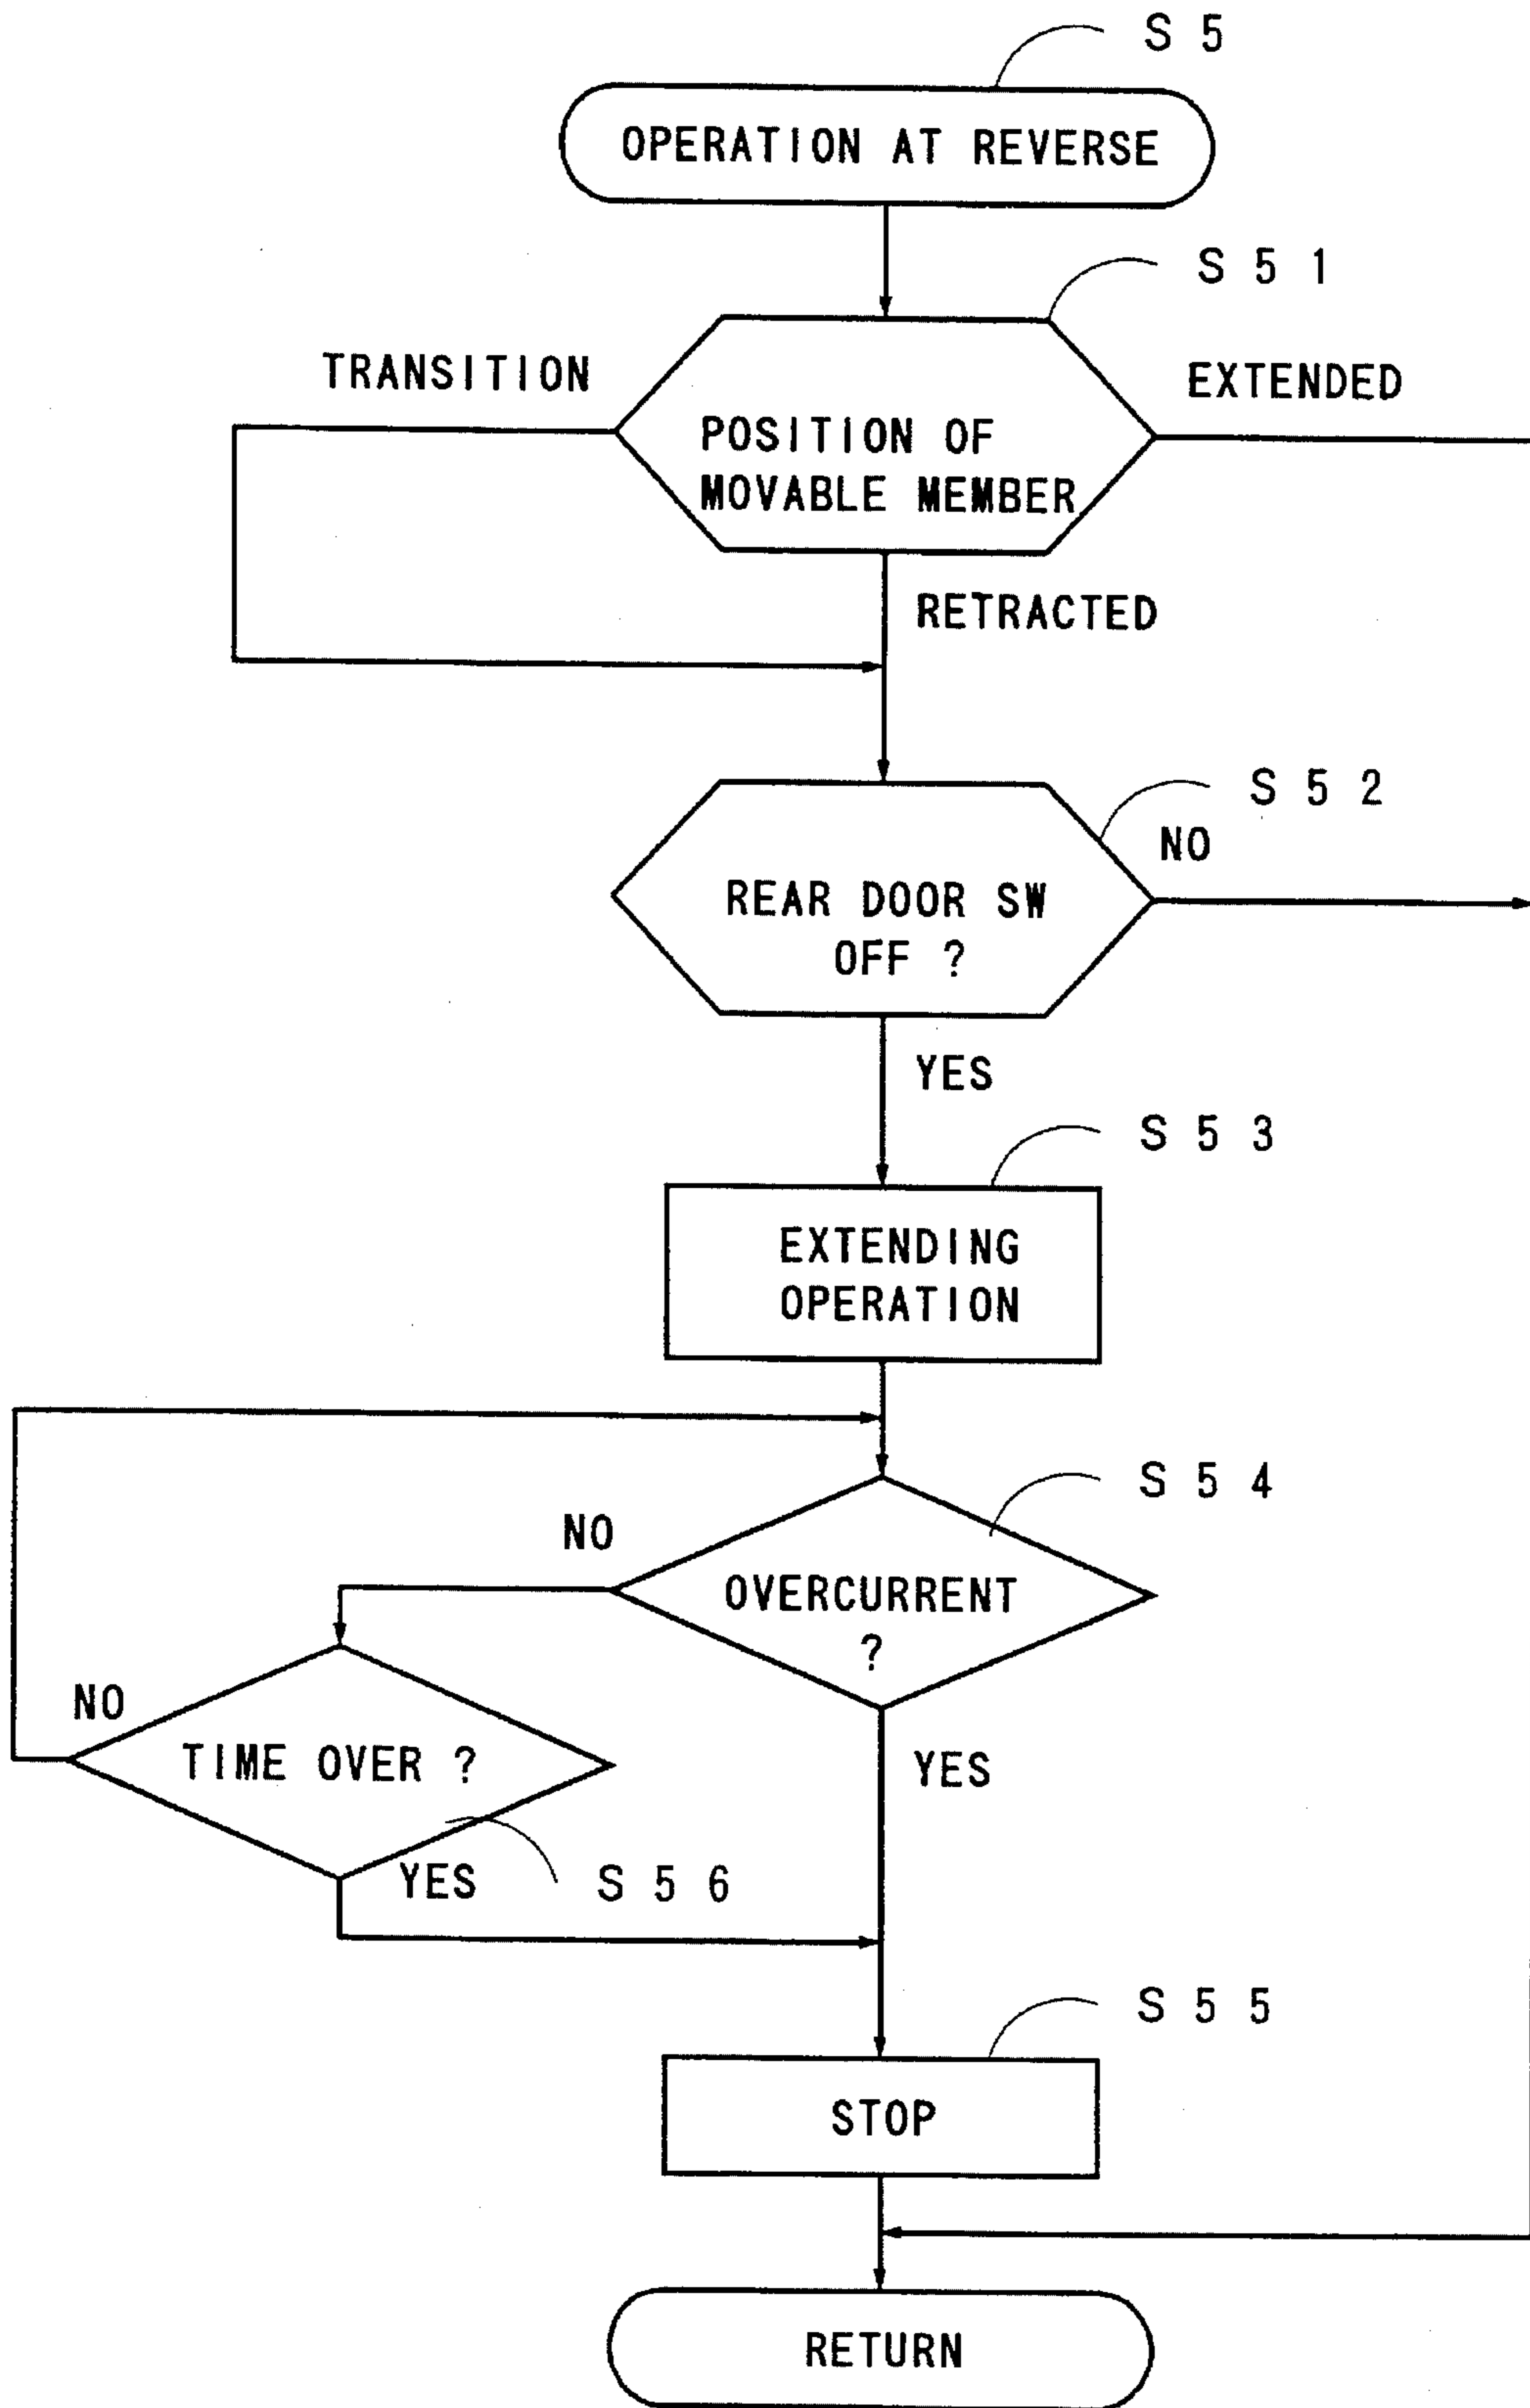 S 5
OPERATION AT REVERSE
S 5 1
TRANSITION
EXTENDED
POSITION OF
MOVABLE MEMBER
RETRACTED
S 5 2
NO
REAR DOOR SW
OFF ?
YES
S 5 3
EXTENDING
OPERATION
S 5 4
NO
OVERCURRENT
?
NO
TIME OVER ?
YES
YES
S 5 6
S 5 5
STOP
RETURN